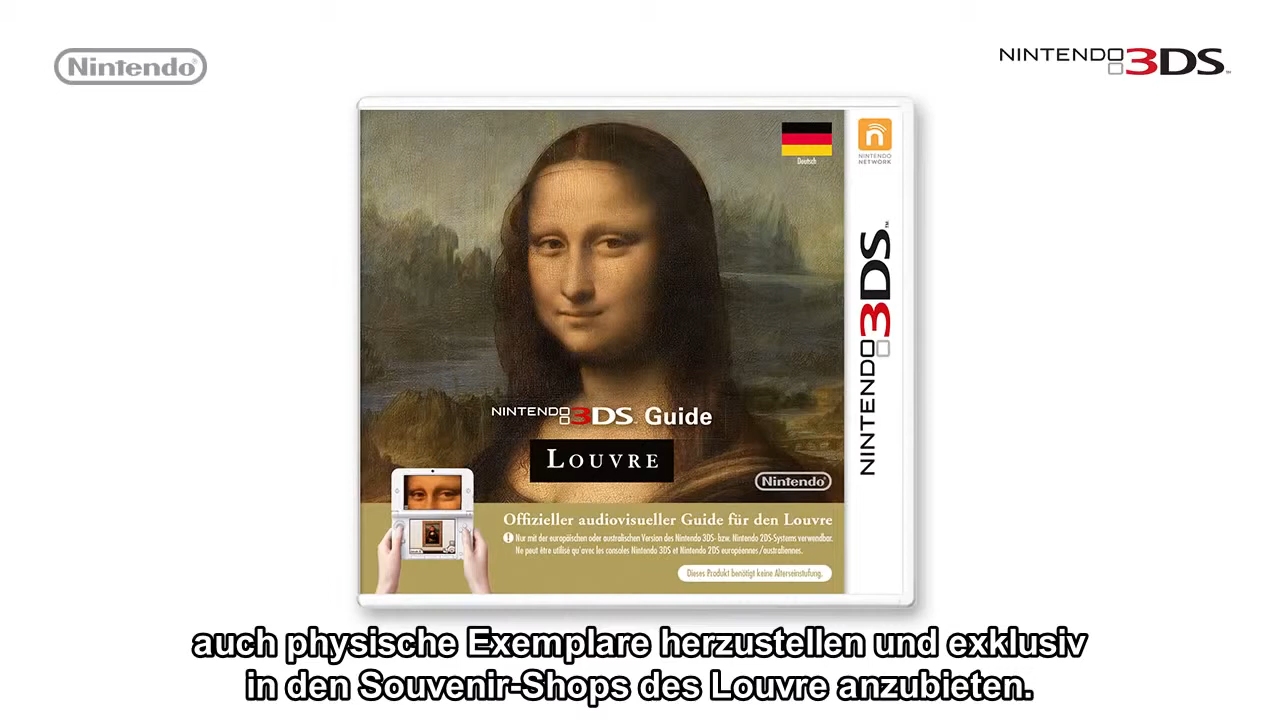 Nintendo
NINTENDO 3DS™
Deutsch
NINTENDO
NETWORK
NINTENDO 3DS™
NINTENDO 3DS™ Guide
LOUVRE
Nintendo
Offizieller audiovisueller Guide für den Louvre
Nur mit der europäischen oder australischen Version des Nintendo 3DS- bzw. Nintendo 2DS-Systems verwendbar.
Ne peut être utilisé qu'avec les consoles Nintendo 3DS et Nintendo 2DS européennes/australiennes.
Dieses Produkt benötigt keine Alterseinstufung.
auch physische Exemplare herzustellen und exklusiv
in den Souvenir-Shops des Louvre anzubieten.